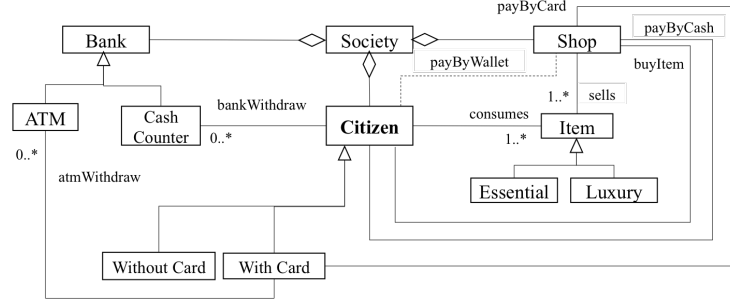 payByCard
Bank
Society
Shop
payByCash
payByWallet
buyItem
ATM
Cash
Counter
bankWithdraw
0..*
Citizen
consumes
1..*
1..*
sells
Item
0..*
atmWithdraw
Essential
Luxury
Without Card
With Card